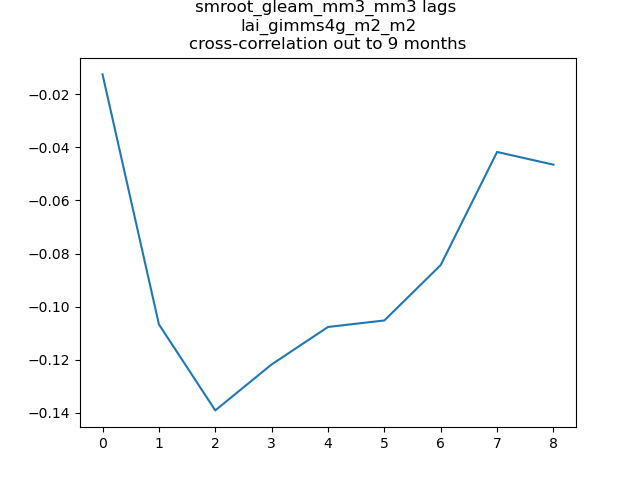 smroot_gleam_mm3_mm3 lags
lai_gimms4g_m2_m2
cross-correlation out to 9 months
−0.02
−0.04
−0.06
−0.08
−0.10
−0.12
−0.14
0 1 2 3 4 5 6 7 8